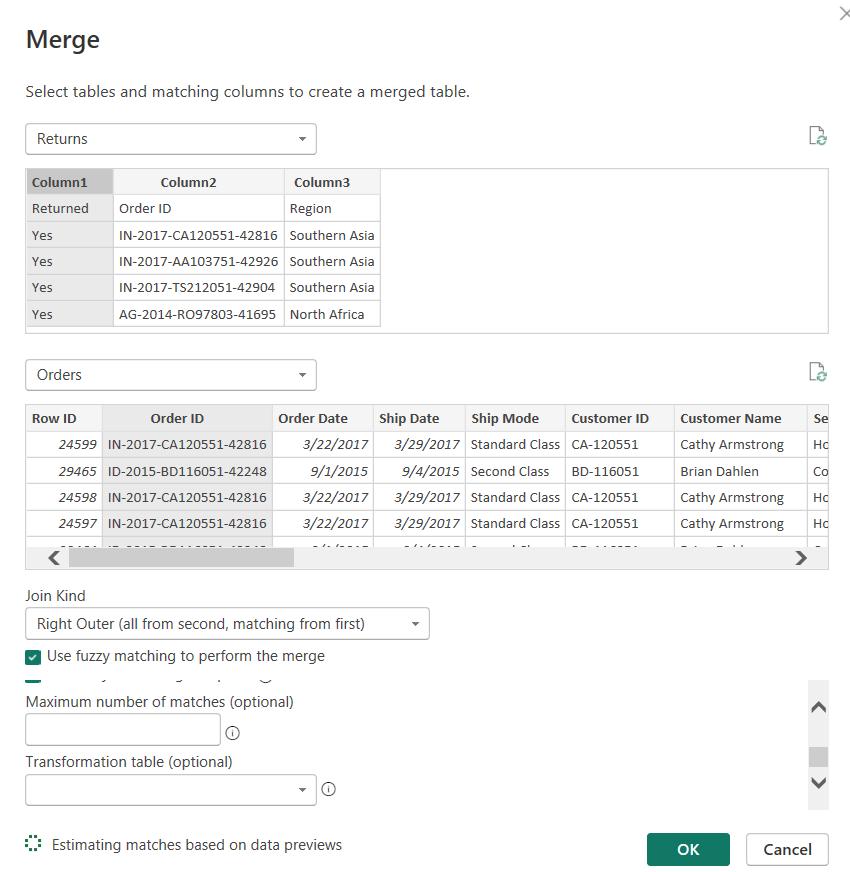 Merge
Select tables and matching columns to create a merged table.
Returns
Column1 Column2 Column3
Returned Order ID Region
Yes IN-2017-CA120551-42816 Southern Asia
Yes IN-2017-AA103751-42926 Southern Asia
Yes IN-2017-TS212051-42904 Southern Asia
Yes AG-2014-RO97803-41695 North Africa
Orders
Row ID Order ID Order Date Ship Date Ship Mode Customer ID Customer Name Se
24599 IN-2017-CA120551-42816 3/22/2017 3/29/2017 Standard Class CA-120551 Cathy Armstrong Ho
29465 ID-2015-BD116051-42248 9/1/2015 9/4/2015 Second Class BD-116051 Brian Dahlen Co
24598 IN-2017-CA120551-42816 3/22/2017 3/29/2017 Standard Class CA-120551 Cathy Armstrong Ho
24597 IN-2017-CA120551-42816 3/22/2017 3/29/2017 Standard Class CA-120551 Cathy Armstrong Ho
Join Kind
Right Outer (all from second, matching from first)
Use fuzzy matching to perform the merge
Maximum number of matches (optional)
Transformation table (optional)
Estimating matches based on data previews
OK Cancel